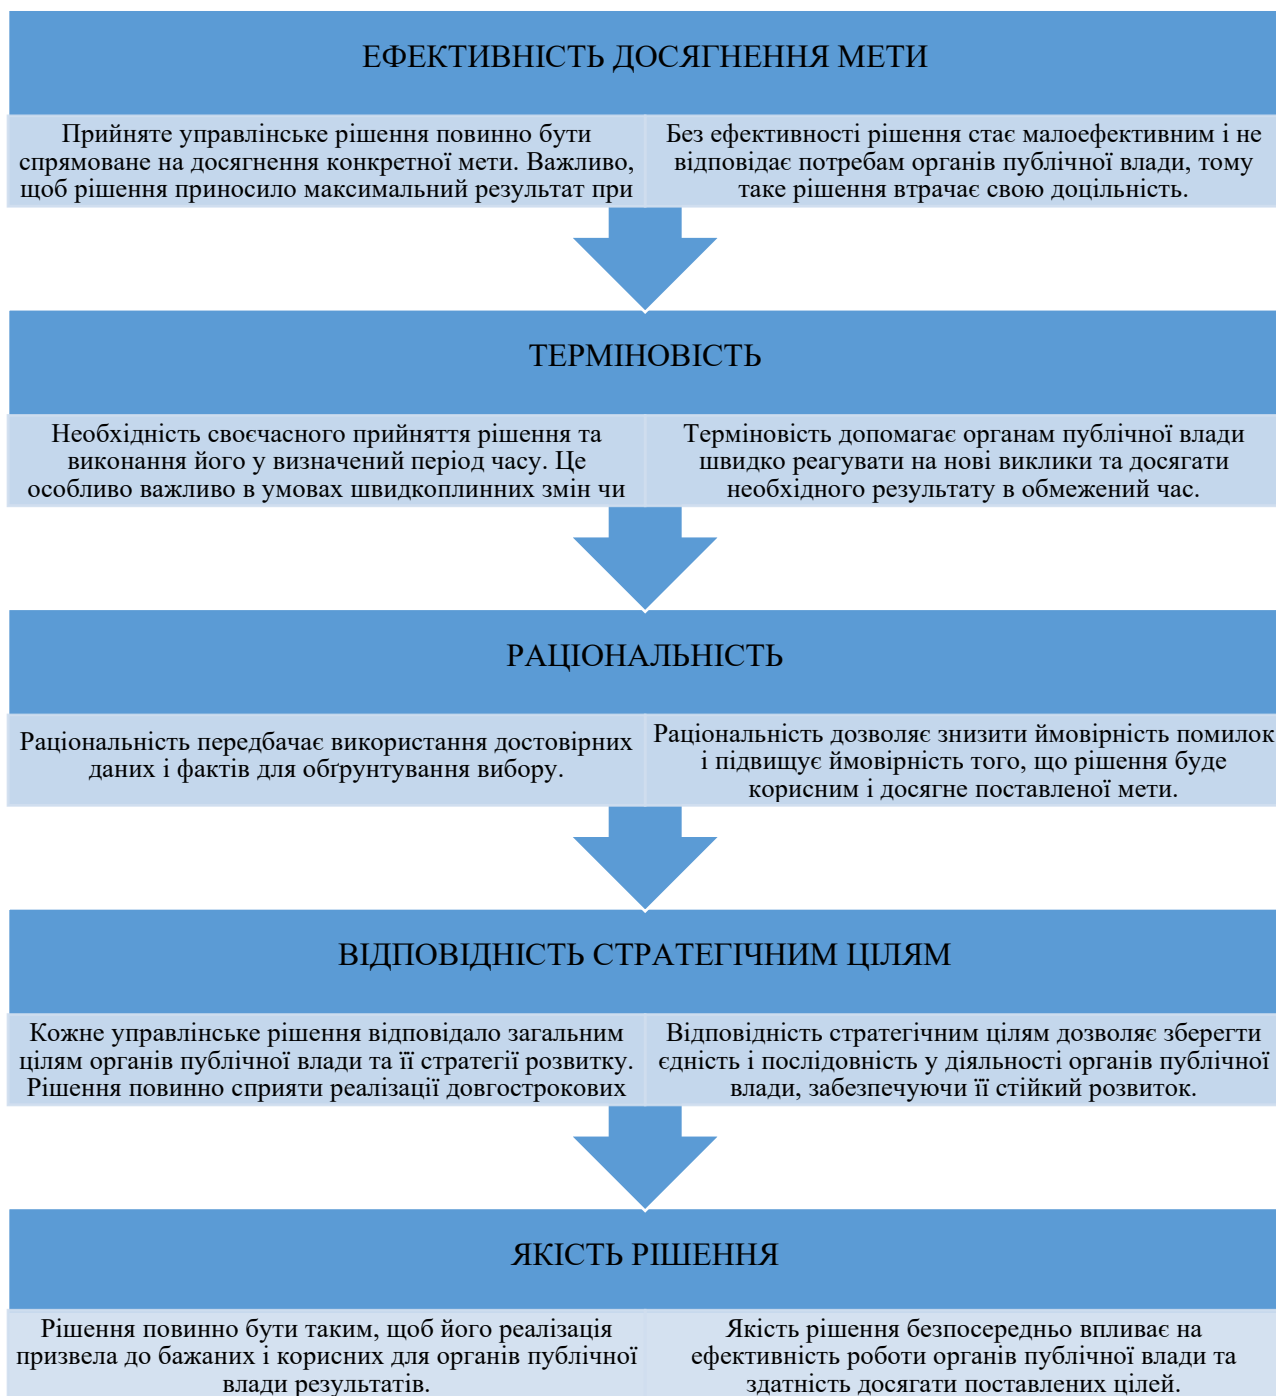 ЕФЕКТИВНІСТЬ ДОСЯГНЕННЯ МЕТИ
Прийняте управлінське рішення повинно бути
спрямоване на досягнення конкретної мети. Важливо,
щоб рішення приносило максимальний результат при
Без ефективності рішення стає малоефективним і не
відповідає потребам органів публічної влади, тому
таке рішення втрачає свою доцільність.
ТЕРМІНОВІСТЬ
Необхідність своєчасного прийняття рішення та
виконання його у визначений період часу. Це
особливо важливо в умовах швидкоплинних змін чи
Терміновість допомагає органам публічної влади
швидко реагувати на нові виклики та досягати
необхідного результату в обмежений час.
РАЦІОНАЛЬНІСТЬ
Раціональність передбачає використання достовірних
даних і фактів для обґрунтування вибору.
Раціональність дозволяє знизити ймовірність помилок
і підвищує ймовірність того, що рішення буде
корисним і досягне поставленої мети.
ВІДПОВІДНІСТЬ СТРАТЕГІЧНИМ ЦІЛЯМ
Кожне управлінське рішення відповідало загальним
цілям органів публічної влади та її стратегії розвитку.
Рішення повинно сприяти реалізації довгострокових
Відповідність стратегічним цілям дозволяє зберегти
єдність і послідовність у діяльності органів публічної
влади, забезпечуючи її стійкий розвиток.
ЯКІСТЬ РІШЕННЯ
Рішення повинно бути таким, щоб його реалізація
призвела до бажаних і корисних для органів публічної
влади результатів.
Якість рішення безпосередньо впливає на
ефективність роботи органів публічної влади та
здатність досягати поставлених цілей.